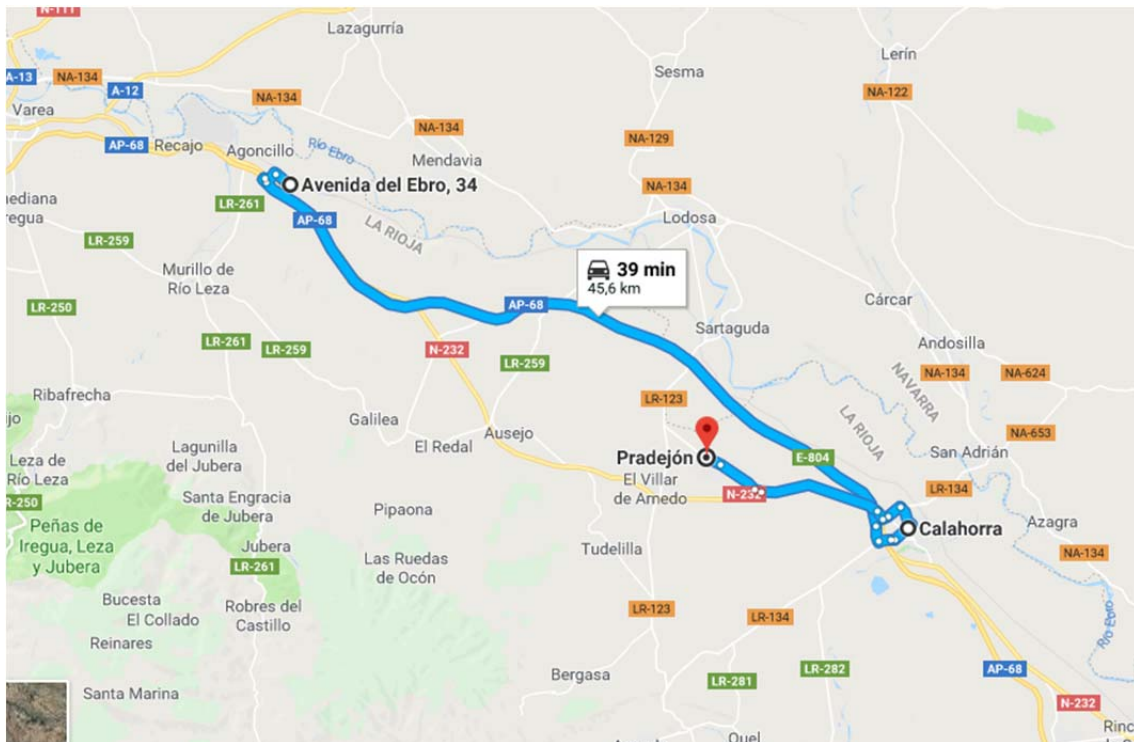 N-111
Lazagurría
Lerín
Sesma
A-13
NA-134
A-12
NA-134
NA-122
Varea
AP-68
Recajo
Agoncillo
Río Ebro
NA-134
NA-129
Mendavia
NA-134
Avenida del Ebro, 34
mediana
regua
LR-261
AP-68
LA RIOJA
Lodosa
LR-259
Murillo de
Río Leza
39 min
45,6 km
LR-250
AP-68
Cárcar
Sartaguda
LR-261
LR-259
N-232
LR-259
Andosilla
NAVARRA
NA-134
NA-624
Ribafrecha
LR-123
LA RIOJA
ijo
Galilea
El Redal
Ausejo
NA-653
Lagunilla
del Jubera
Leza de
Río Leza
Pradejón
E-804
San Adrián
El Villar
de Arnedo
N-232
LR-134
LR-250
Santa Engracia
de Jubera
Pipaona
Azagra
Peñas de
Iregua, Leza
y Jubera
Calahorra
Jubera
Las Ruedas
de Ocón
Tudelilla
NA-134
LR-261
Bucesta
El Collado
Robres del
Castillo
LR-123
LR-134
Río Ebro
Reinares
Bergasa
LR-281
LR-282
AP-68
Santa Marina
N-232
Rinc
Quel